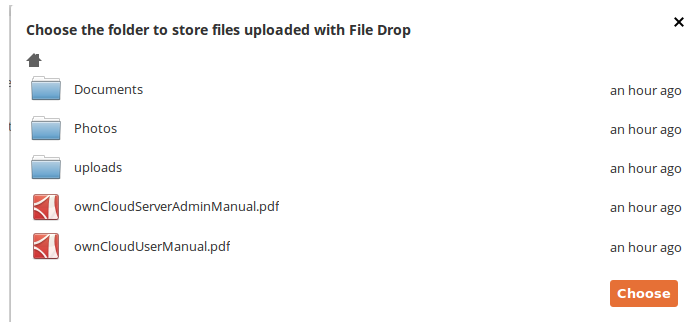 Choose the folder to store files uploaded with File Drop
Documents an hour ago
Photos an hour ago
uploads an hour ago
ownCloudServerAdminManual.pdf an hour ago
ownCloudUserManual.pdf an hour ago
Choose